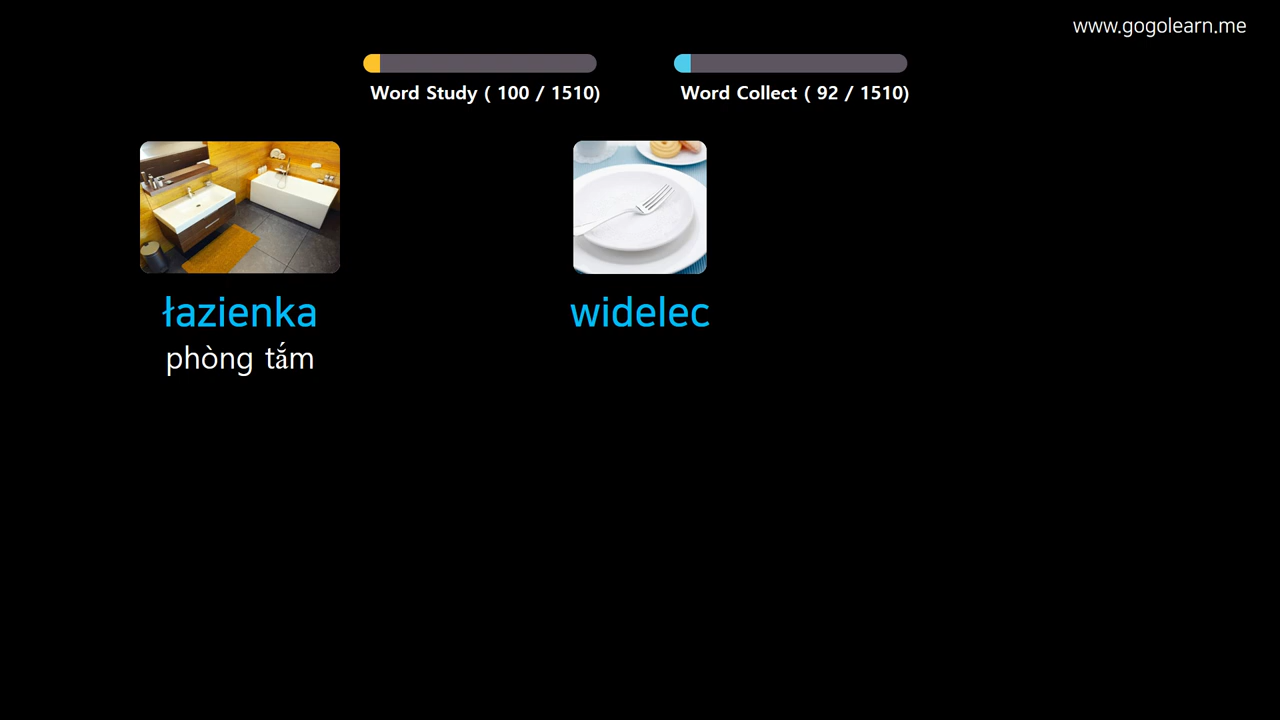 www.gogolearn.me
Word Study ( 100 / 1510)
Word Collect ( 92 / 1510)
łazienka
phòng tắm
widelec